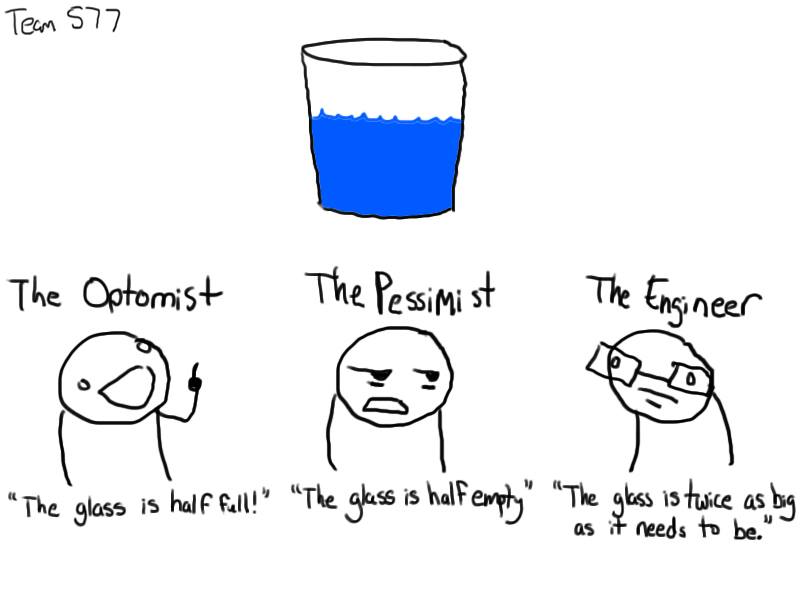 Team 577
The Optomist
The Pessimist
The Engineer
"The glass is half full!"
"The glass is half empty"
"The glass is twice as big
as it needs to be."